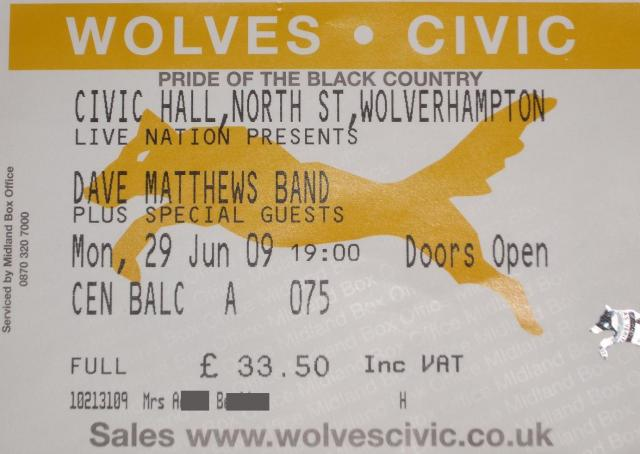 WOLVES • CIVIC
PRIDE OF THE BLACK COUNTRY
CIVIC HALL,NORTH ST,WOLVERHAMPTON
LIVE NATION PRESENTS
DAVE MATTHEWS BAND
PLUS SPECIAL GUESTS
Mon, 29 Jun 09 19:00 Doors Open
CEN BALC A 075
FULL £ 33.50 Inc VAT
10213109 Mrs A B H
Sales www.wolvescivic.co.uk
Serviced by Midland Box Office
0870 320 7000